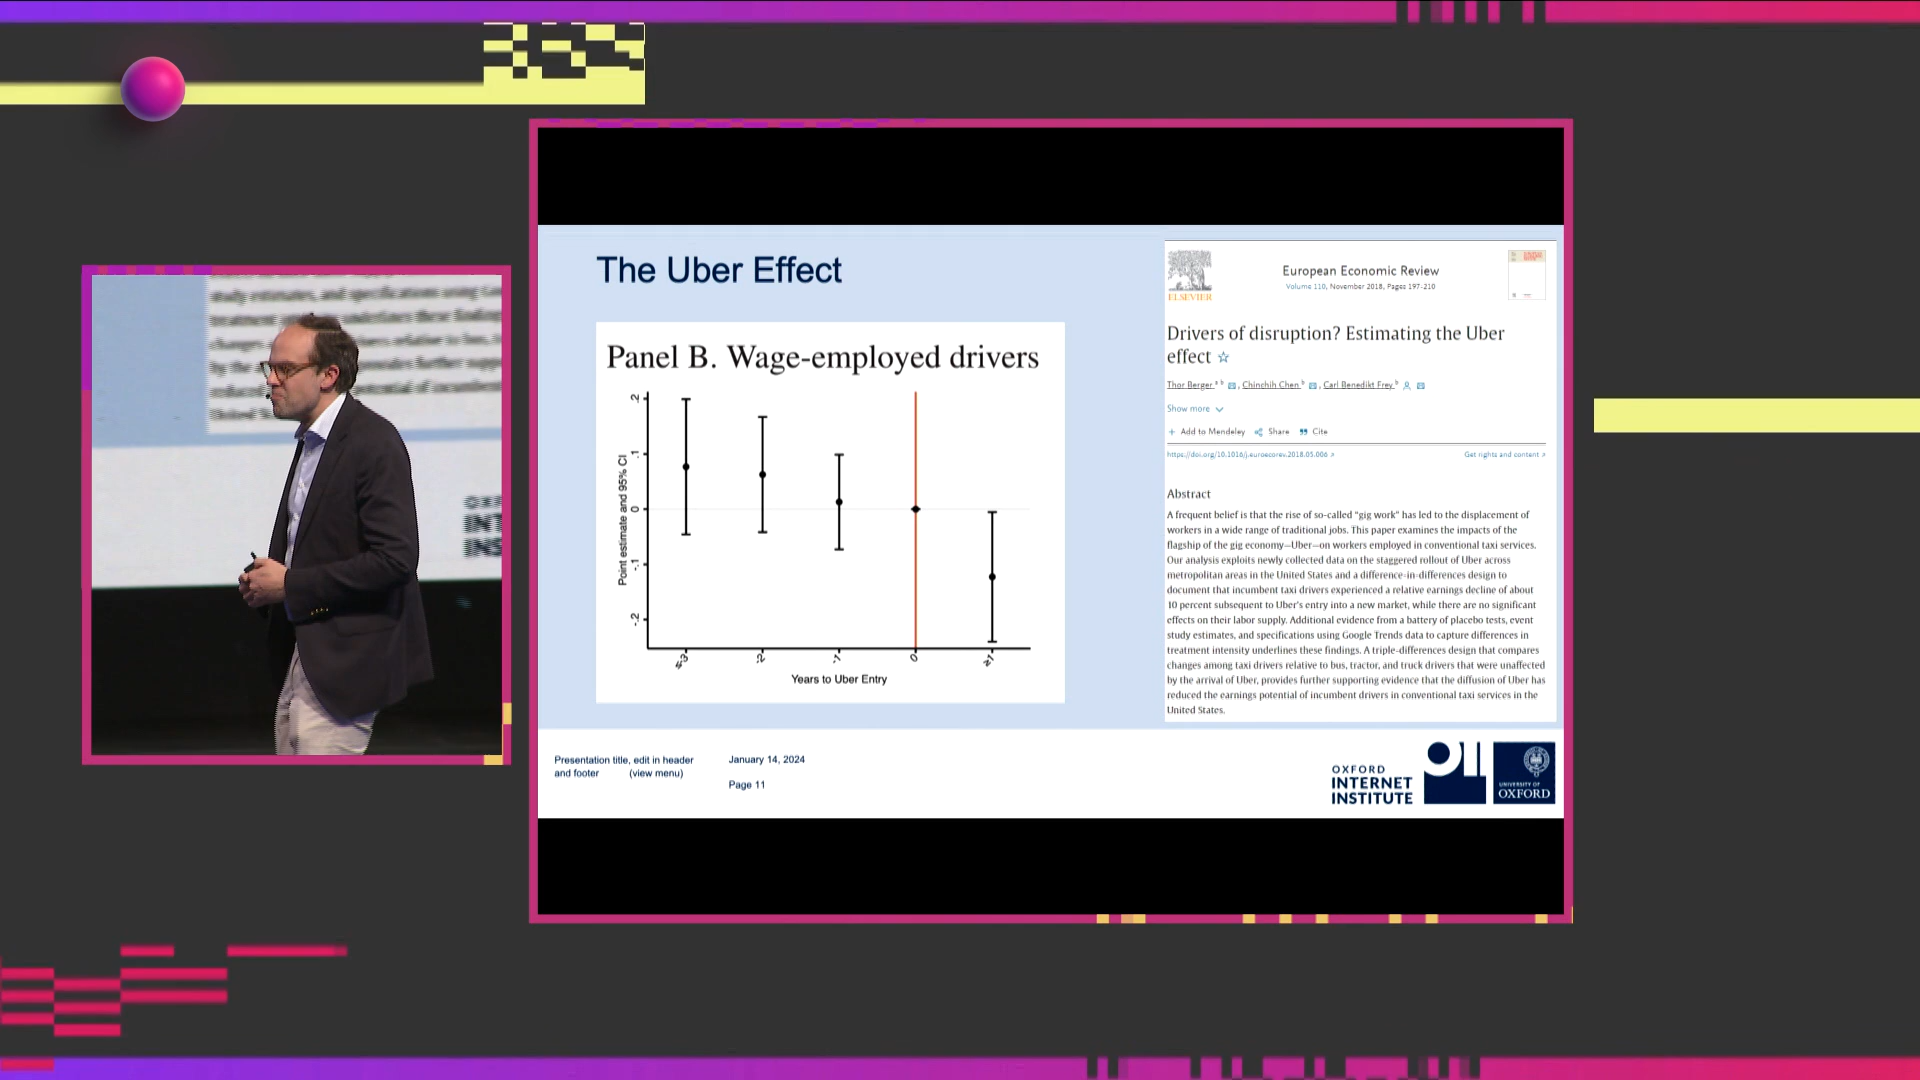 The Uber Effect
Panel B. Wage-employed drivers
.2
.1
0
-.1
-.2
Point estimate and 95% CI
≤-3
-2
-1
0
≥1
Years to Uber Entry
ELSEVIER
European Economic Review
Volume 110, November 2018, Pages 197-210
Drivers of disruption? Estimating the Uber
effect ☆
Thor Berger a b, Chinchih Chen b, Carl Benedikt Frey b
Show more
+ Add to Mendeley Share Cite
https://doi.org/10.1016/j.euroecorev.2018.05.006 ↗ Get rights and content ↗
Abstract
A frequent belief is that the rise of so-called "gig work" has led to the displacement of
workers in a wide range of traditional jobs. This paper examines the impacts of the
flagship of the gig economy—Uber—on workers employed in conventional taxi services.
Our analysis exploits newly collected data on the staggered rollout of Uber across
metropolitan areas in the United States and a difference-in-differences design to
document that incumbent taxi drivers experienced a relative earnings decline of about
10 percent subsequent to Uber's entry into a new market, while there are no significant
effects on their labor supply. Additional evidence from a battery of placebo tests, event
study estimates, and specifications using Google Trends data to capture differences in
treatment intensity underlines these findings. A triple-differences design that compares
changes among taxi drivers relative to bus, tractor, and truck drivers that were unaffected
by the arrival of Uber, provides further supporting evidence that the diffusion of Uber has
reduced the earnings potential of incumbent drivers in conventional taxi services in the
United States.
Presentation title, edit in header
and footer (view menu)
January 14, 2024
Page 11
OXFORD
INTERNET
INSTITUTE
OII
UNIVERSITY OF
OXFORD